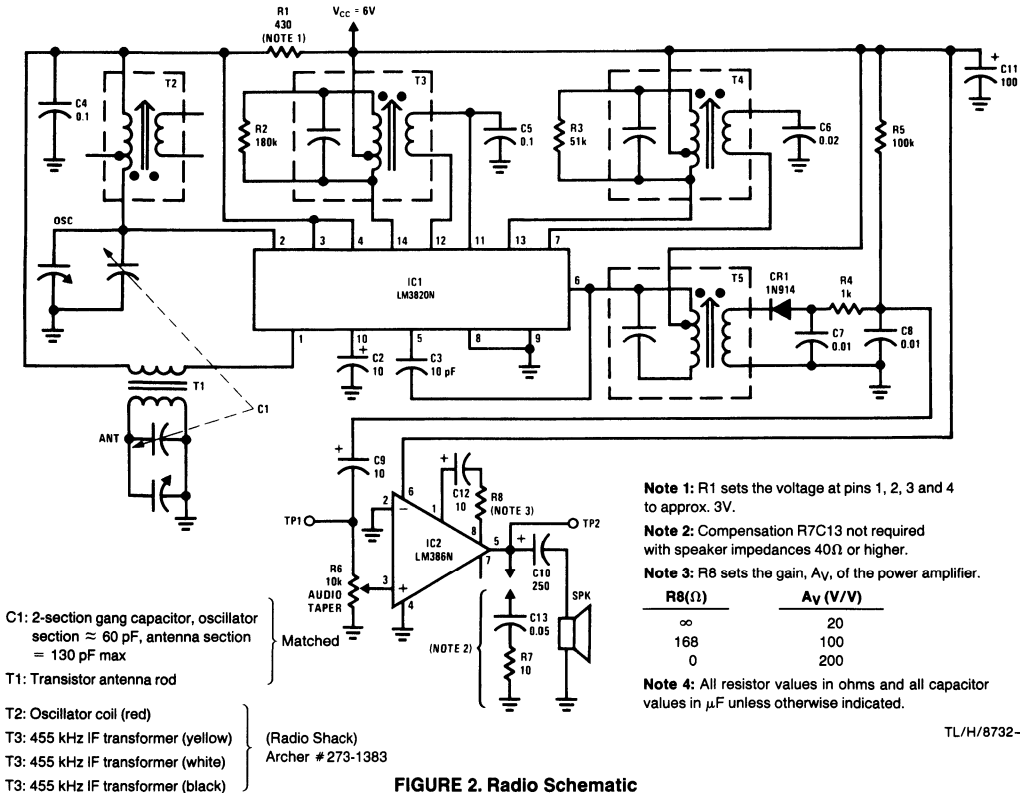 R1
430
(NOTE 1)
VCC = 6V
T2
T3
T4
C11
100
+
C4
0.1
R2
180k
C5
0.1
R3
51k
C6
0.02
R5
100k
OSC
2
3
4
14
12
11
13
7
IC1
LM3820N
6
T5
CR1
1N914
R4
1k
1
10
5
8
9
+
C2
10
C3
10 pF
C7
0.01
C8
0.01
T1
C1
ANT
+
C9
10
+
C12
10
R8
(NOTE 3)
TP1
2
6
1
8
−
IC2
LM386N
5
7
TP2
+
C10
250
R6
10k
AUDIO
TAPER
3
+
4
SPK
C13
0.05
(NOTE 2)
R7
10
Note 1: R1 sets the voltage at pins 1, 2, 3 and 4
to approx. 3V.
Note 2: Compensation R7C13 not required
with speaker impedances 40Ω or higher.
Note 3: R8 sets the gain, AV, of the power amplifier.
R8(Ω) AV (V/V)
∞ 20
168 100
0 200
Note 4: All resistor values in ohms and all capacitor
values in μF unless otherwise indicated.
TL/H/8732–
C1: 2-section gang capacitor, oscillator
section ≈ 60 pF, antenna section
= 130 pF max
Matched
T1: Transistor antenna rod
T2: Oscillator coil (red)
T3: 455 kHz IF transformer (yellow)
T3: 455 kHz IF transformer (white)
T3: 455 kHz IF transformer (black)
(Radio Shack)
Archer #273-1383
FIGURE 2. Radio Schematic